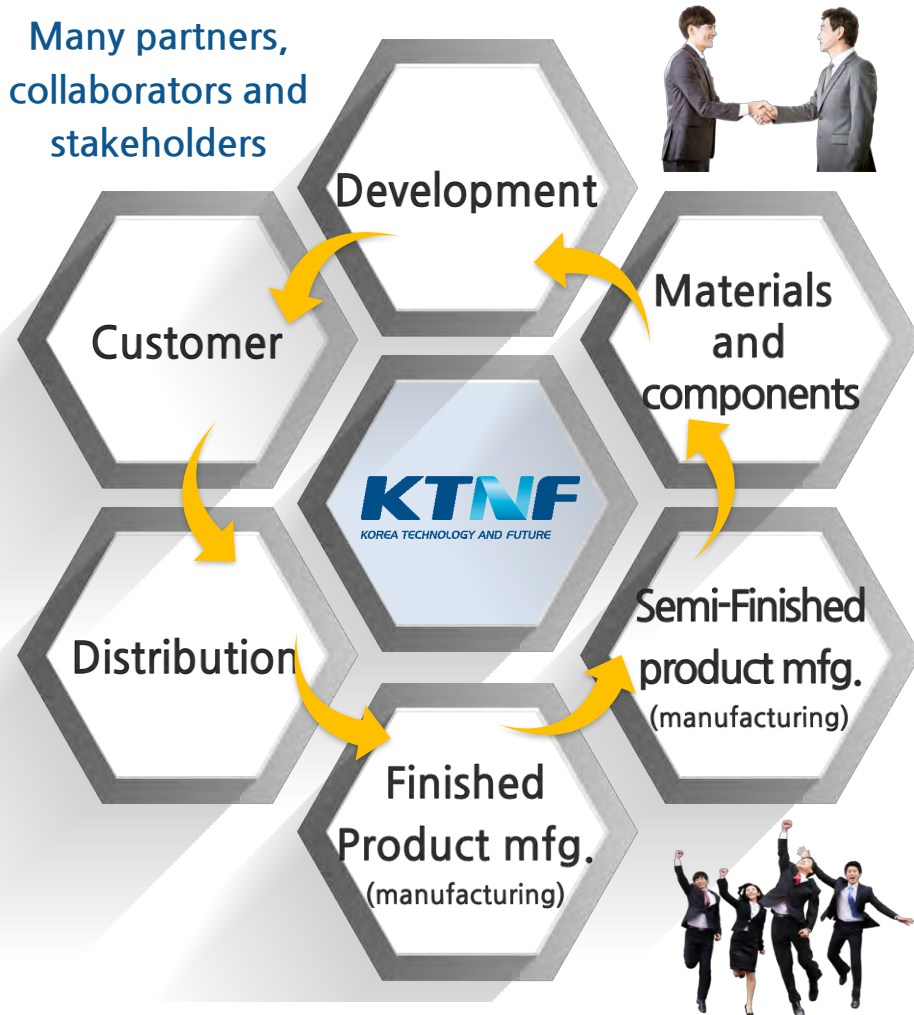 Many partners,
collaborators and
stakeholders
Development
Customer
Materials
and
components
KTNF
KOREA TECHNOLOGY AND FUTURE
Distribution
Semi-Finished
product mfg.
(manufacturing)
Finished
Product mfg.
(manufacturing)